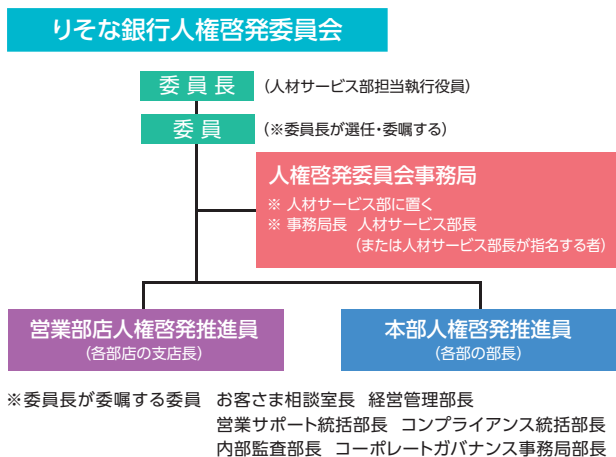 りそな銀行人権啓発委員会
委員長 (人材サービス部担当執行役員)
委員 (※委員長が選任・委嘱する)
人権啓発委員会事務局
※ 人材サービス部に置く
※ 事務局長 人材サービス部長
(または人材サービス部長が指名する者)
営業部店人権啓発推進員
(各部店の支店長)
本部人権啓発推進員
(各部の部長)
※委員長が委嘱する委員 お客さま相談室長 経営管理部長
営業サポート統括部長 コンプライアンス統括部長
内部監査部長 コーポレートガバナンス事務局部長